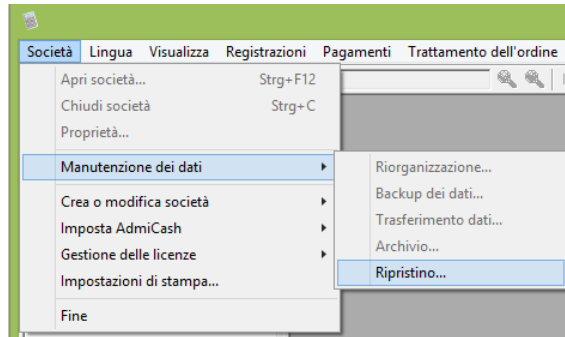 Società Lingua Visualizza Registrazioni Pagamenti Trattamento dell'ordine
Apri società... Strg+F12
Chiudi società Strg+C
Proprietà...
Manutenzione dei dati
Crea o modifica società
Imposta AdmiCash
Gestione delle licenze
Impostazioni di stampa...
Fine
Riorganizzazione...
Backup dei dati...
Trasferimento dati...
Archivio...
Ripristino...